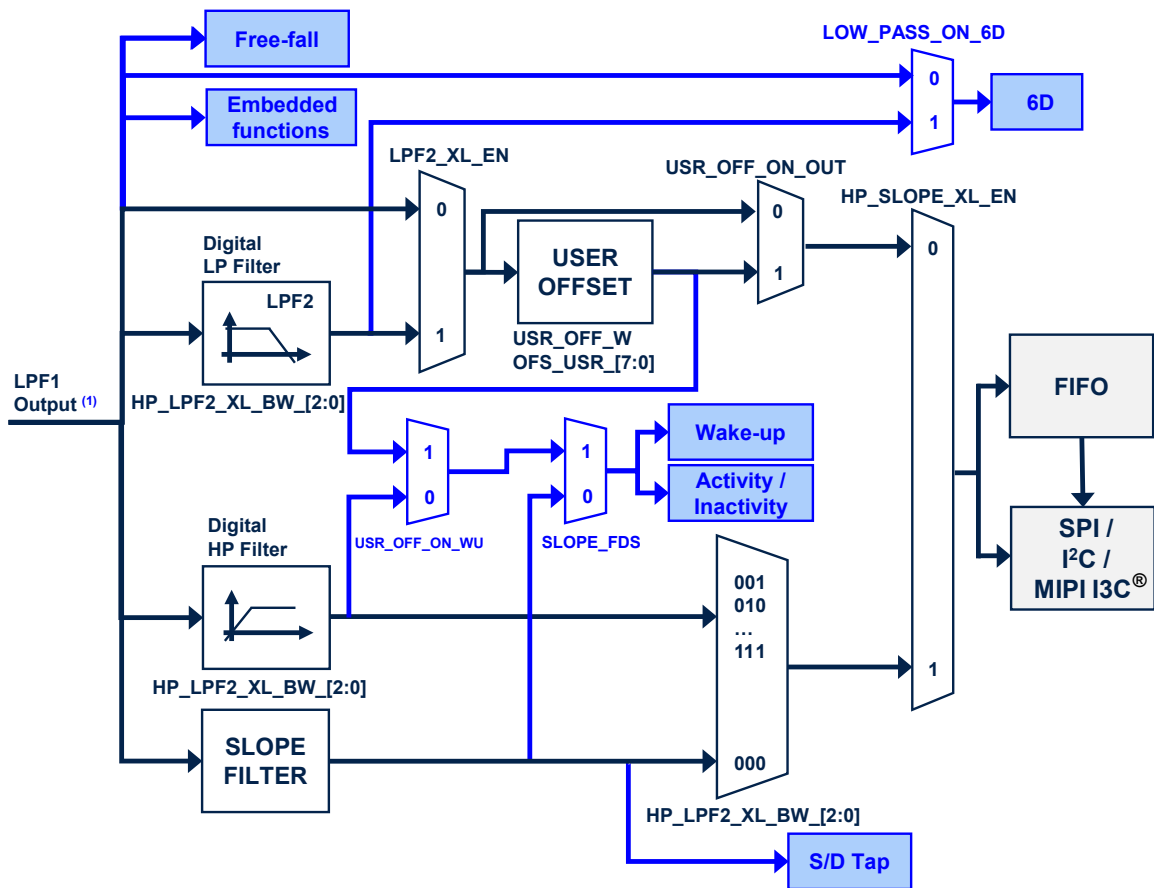 Free-fall
LOW_PASS_ON_6D
0
6D
Embedded
functions
1
LPF2_XL_EN
USR_OFF_ON_OUT
HP_SLOPE_XL_EN
0
0
Digital
LP Filter
USER
OFFSET
0
LPF2
1
1
USR_OFF_W
OFS_USR_[7:0]
LPF1
Output (1)
HP_LPF2_XL_BW_[2:0]
FIFO
1
0
USR_OFF_ON_WU
1
0
SLOPE_FDS
Wake-up
Activity /
Inactivity
SPI /
I²C /
MIPI I3C®
Digital
HP Filter
001
010
...
111
1
HP_LPF2_XL_BW_[2:0]
SLOPE
FILTER
000
HP_LPF2_XL_BW_[2:0]
S/D Tap